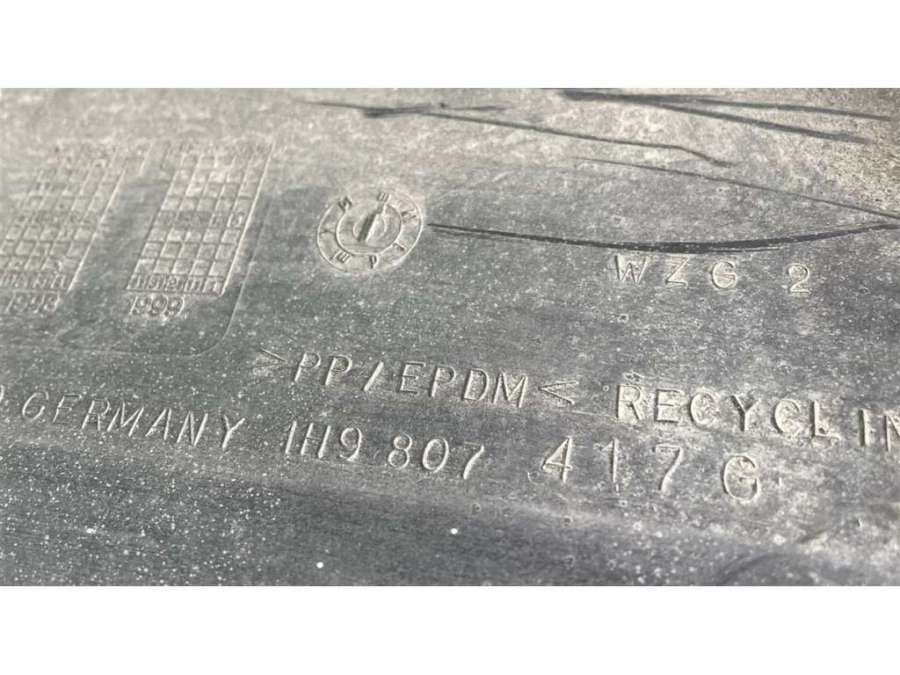 1998
1999
WZG 2
>PP/EPDM< RECYCLIN
GERMANY 1H9 807 417 G